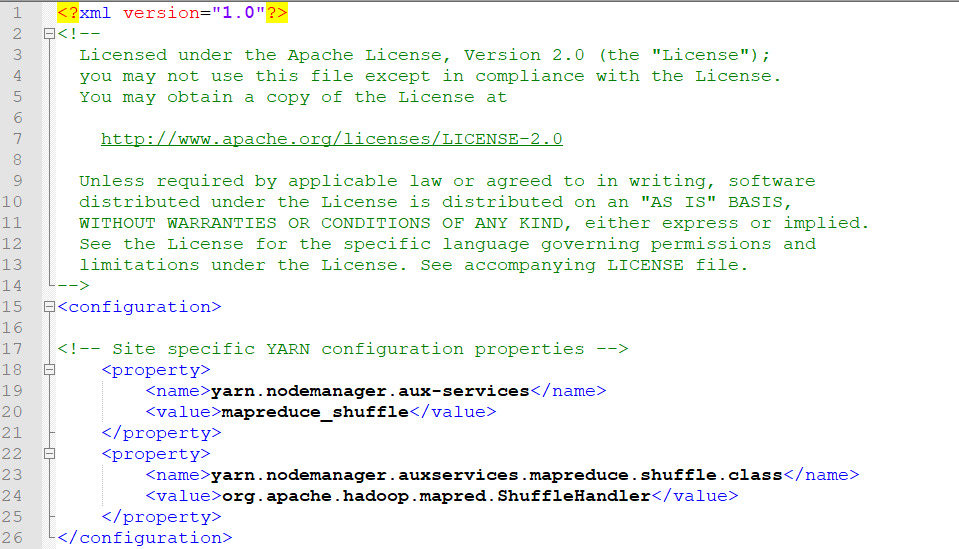 1 <?xml version="1.0"?>
2 <!--
3 Licensed under the Apache License, Version 2.0 (the "License");
4 you may not use this file except in compliance with the License.
5 You may obtain a copy of the License at
6
7 http://www.apache.org/licenses/LICENSE-2.0
8
9 Unless required by applicable law or agreed to in writing, software
10 distributed under the License is distributed on an "AS IS" BASIS,
11 WITHOUT WARRANTIES OR CONDITIONS OF ANY KIND, either express or implied.
12 See the License for the specific language governing permissions and
13 limitations under the License. See accompanying LICENSE file.
14 -->
15 <configuration>
16
17 <!-- Site specific YARN configuration properties -->
18 <property>
19 <name>yarn.nodemanager.aux-services</name>
20 <value>mapreduce_shuffle</value>
21 </property>
22 <property>
23 <name>yarn.nodemanager.auxservices.mapreduce.shuffle.class</name>
24 <value>org.apache.hadoop.mapred.ShuffleHandler</value>
25 </property>
26 </configuration>